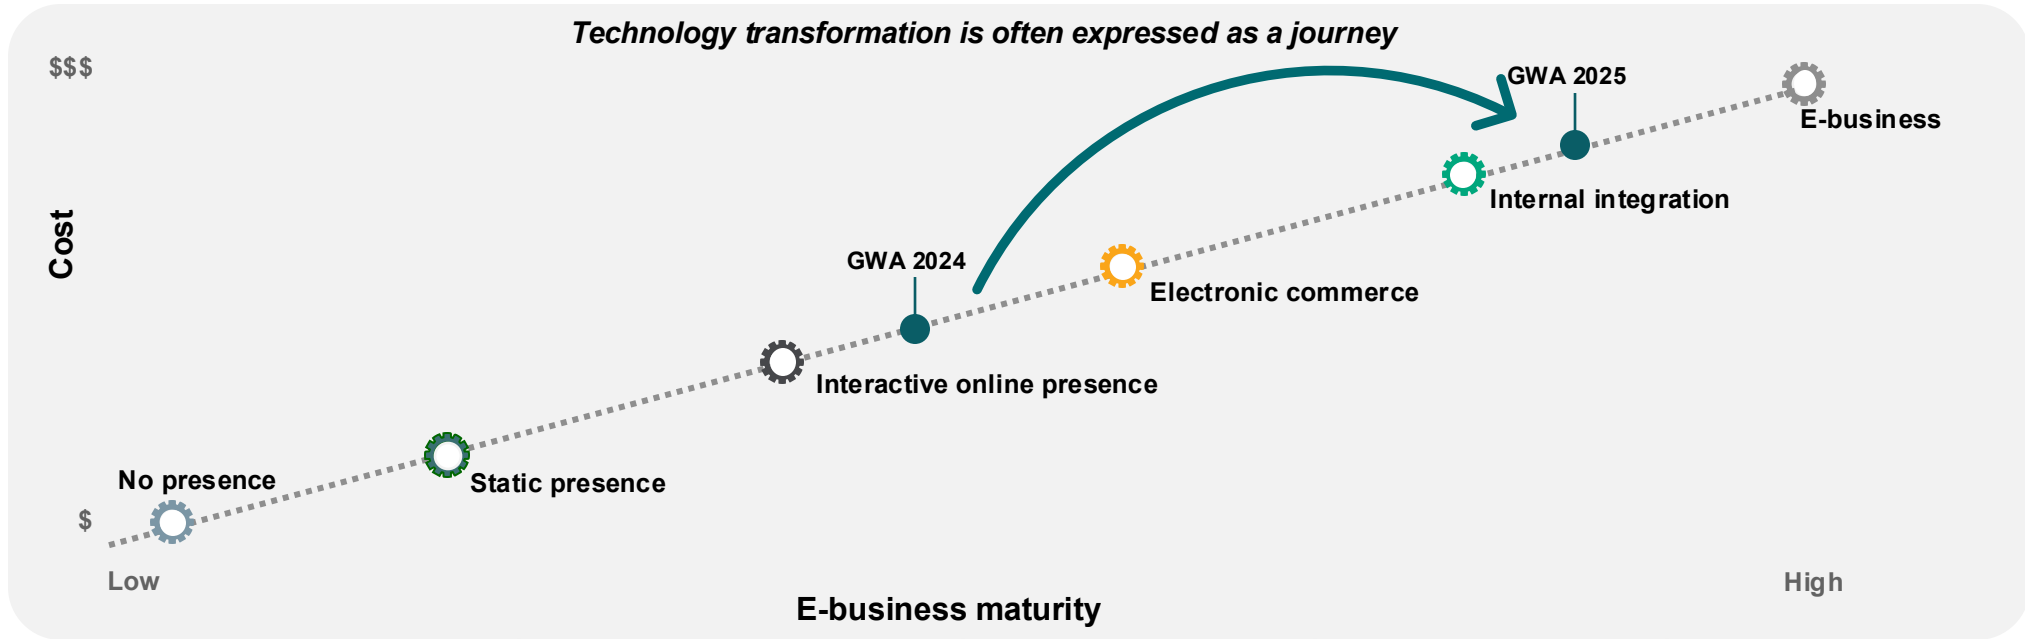 Technology transformation is often expressed as a journey
$$$
GWA 2025
E-business
Internal integration
Cost
GWA 2024
Electronic commerce
Interactive online presence
No presence
Static presence
$
Low
High
E-business maturity